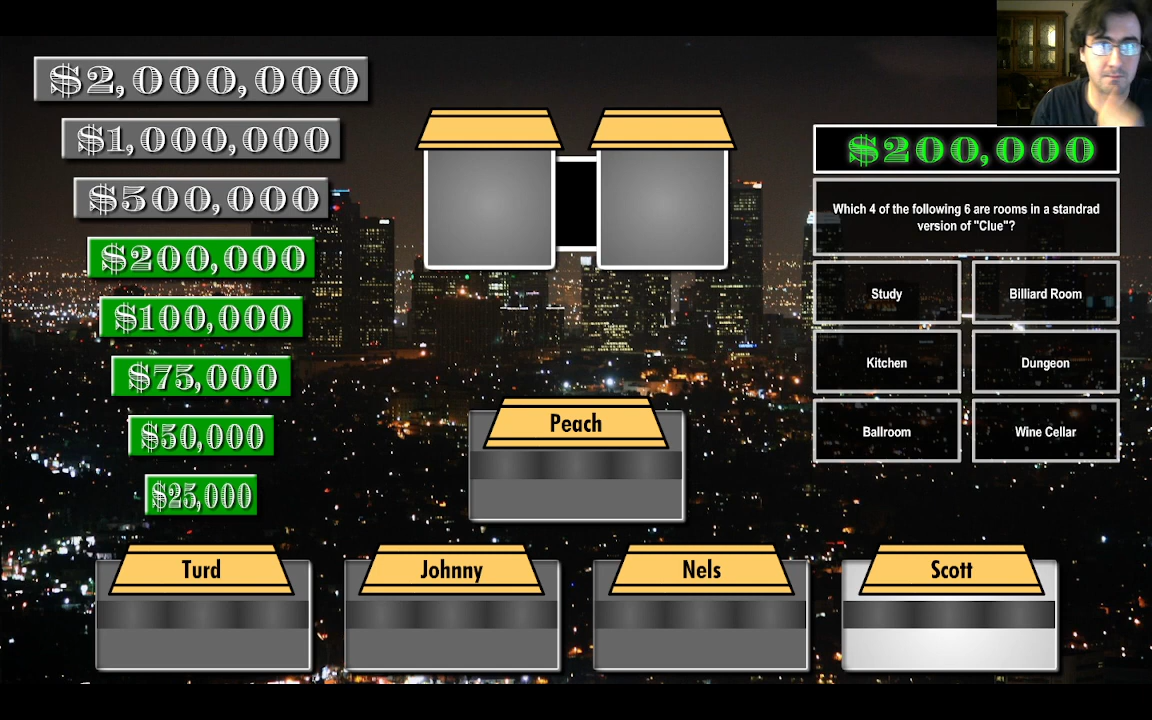 $2,000,000
$1,000,000
$500,000
$200,000
$100,000
$75,000
$50,000
$25,000
$200,000
Which 4 of the following 6 are rooms in a standrad
version of "Clue"?
Study
Billiard Room
Kitchen
Dungeon
Ballroom
Wine Cellar
Peach
Turd
Johnny
Nels
Scott